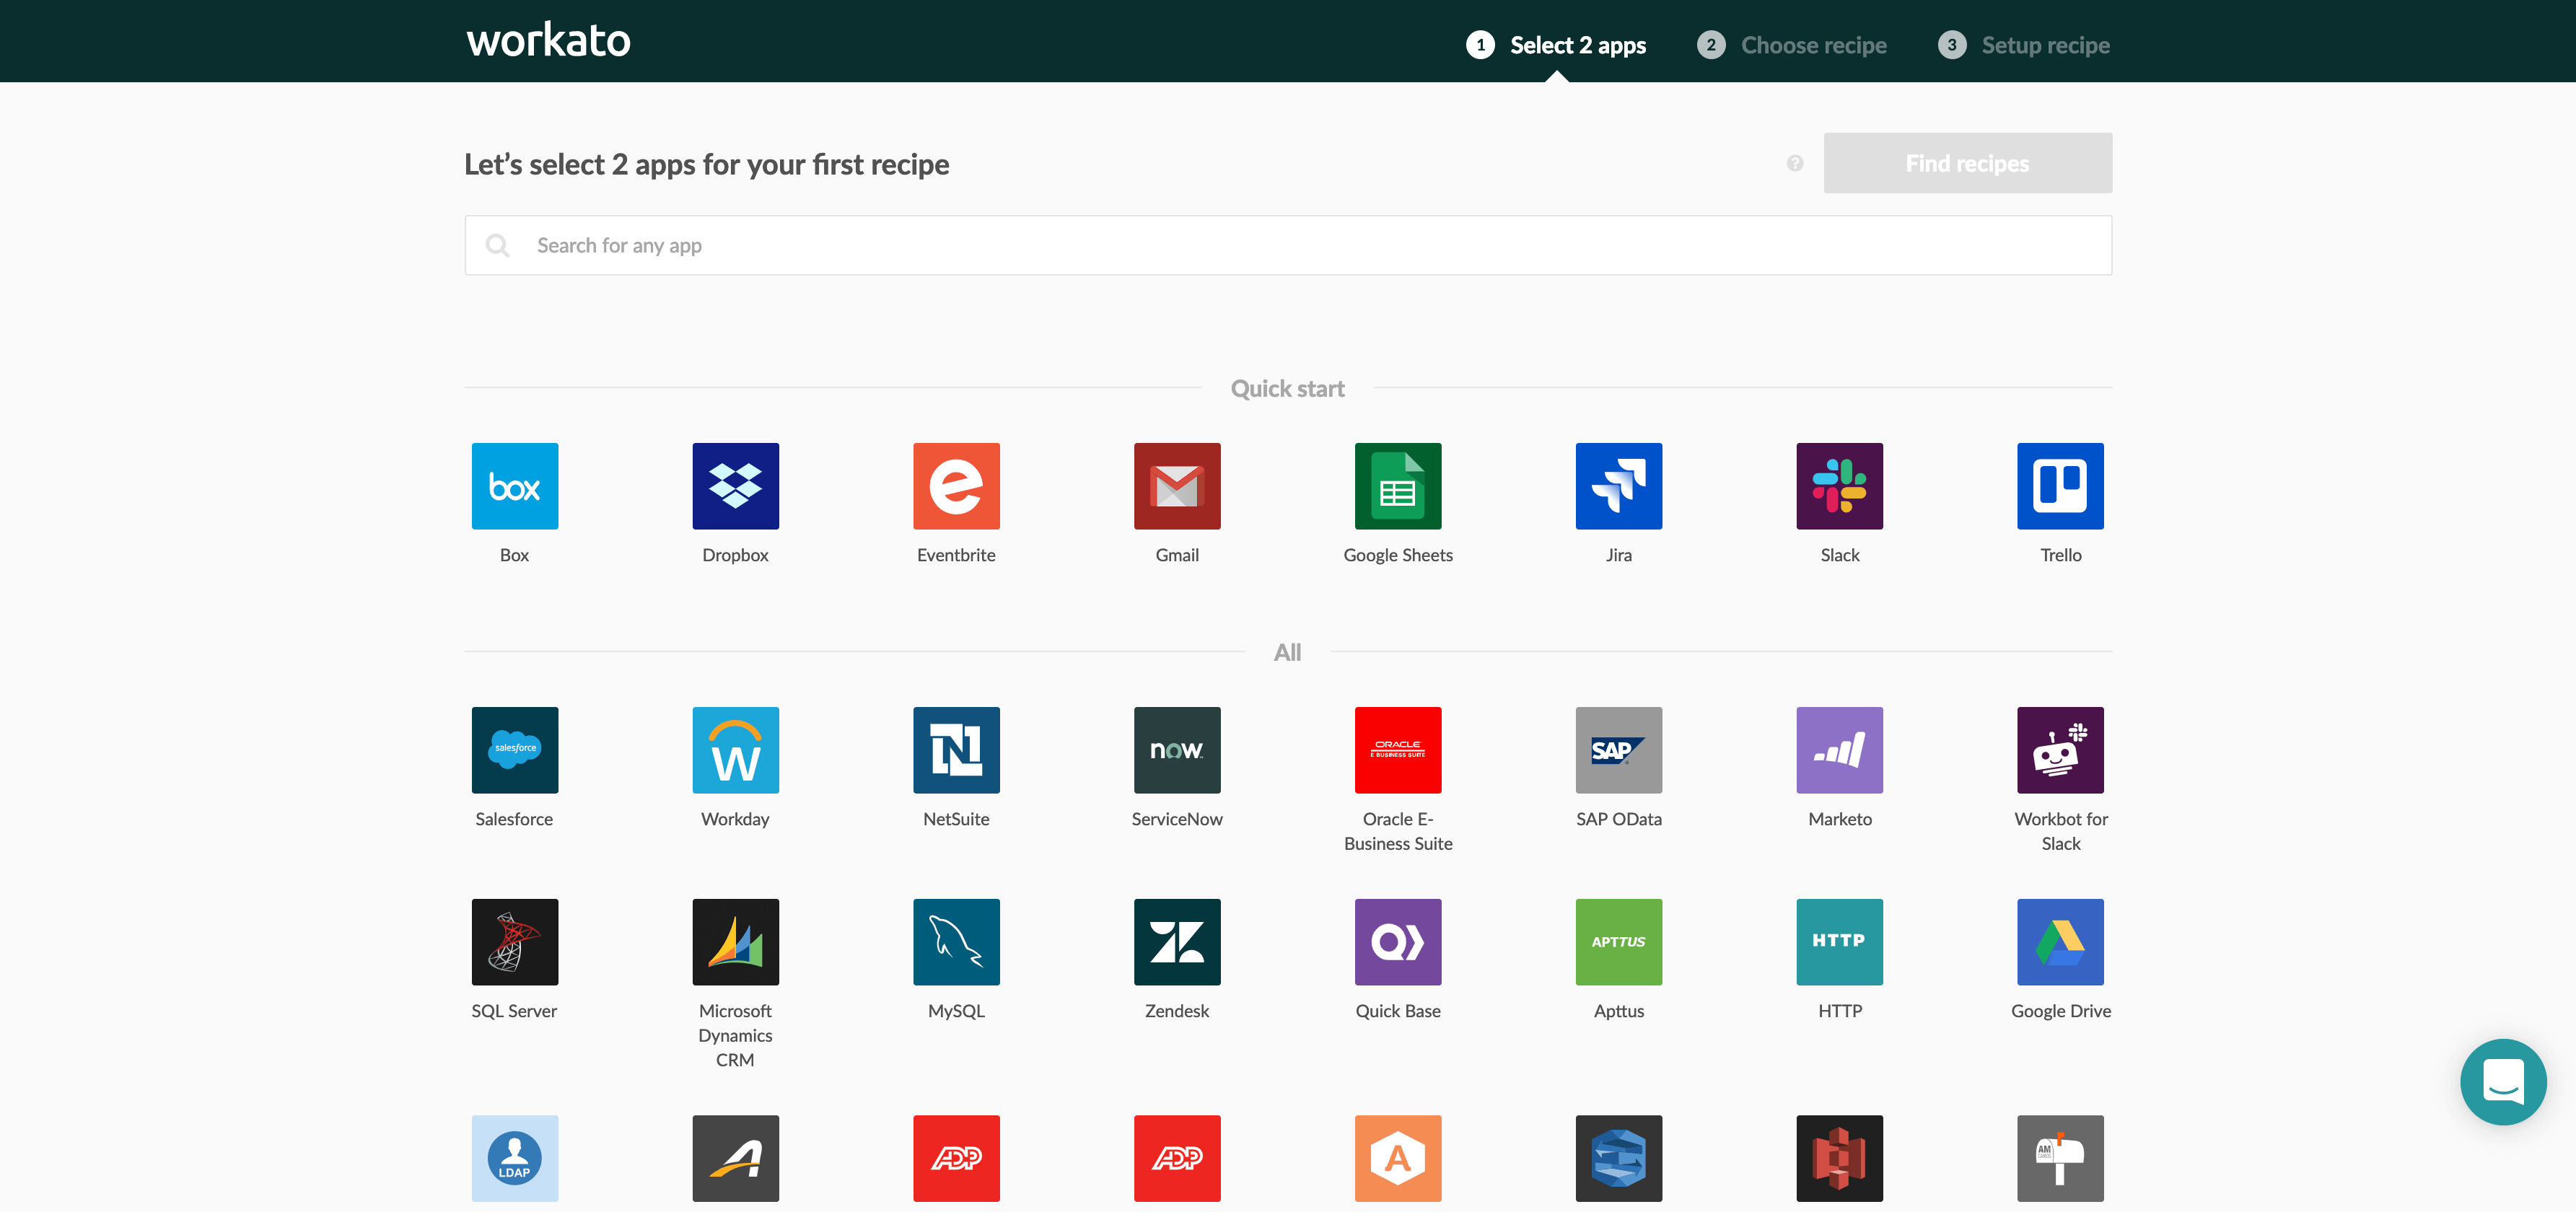 workato
1 Select 2 apps 2 Choose recipe 3 Setup recipe
Let's select 2 apps for your first recipe
? Find recipes
Search for any app
Quick start
box
Box Dropbox Eventbrite Gmail Google Sheets Jira Slack Trello
All
salesforce W N now ORACLE E BUSINESS SUITE SAP
Salesforce Workday NetSuite ServiceNow Oracle E- SAP OData Marketo Workbot for
Business Suite Slack
APTTUS HTTP
SQL Server Microsoft MySQL Zendesk Quick Base Apttus HTTP Google Drive
Dynamics
CRM
LDAP ADP ADP A AM